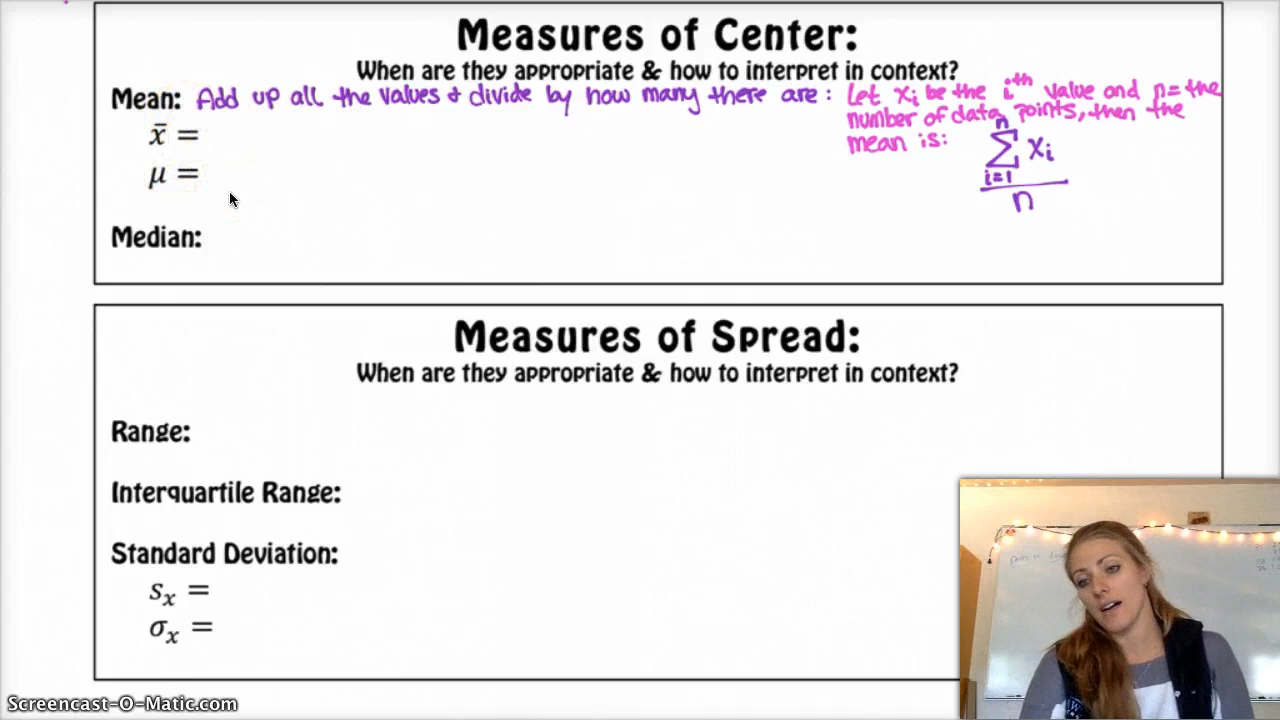 Measures of Center:
When are they appropriate & how to interpret in context?
Mean: Add up all the values & divide by how many there are: Let xᵢ be the iᵗʰ value and n= the
number of data points, then the
mean is:
x̄ =
μ =
n
∑ xᵢ
i=1
n
Median:
Measures of Spread:
When are they appropriate & how to interpret in context?
Range:
Interquartile Range:
Standard Deviation:
sₓ =
σₓ =
Screencast-O-Matic.com